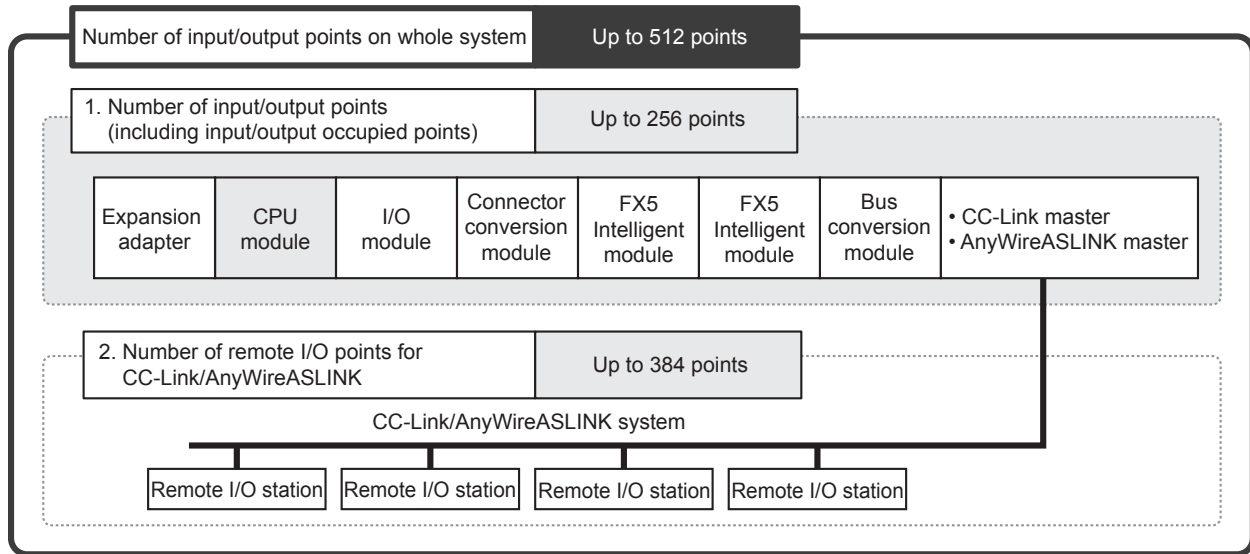 Number of input/output points on whole system Up to 512 points
1. Number of input/output points
(including input/output occupied points)
Up to 256 points
Expansion
adapter
CPU
module
I/O
module
Connector
conversion
module
FX5
Intelligent
module
FX5
Intelligent
module
Bus
conversion
module
• CC-Link master
• AnyWireASLINK master
2. Number of remote I/O points for
CC-Link/AnyWireASLINK
Up to 384 points
CC-Link/AnyWireASLINK system
Remote I/O station
Remote I/O station
Remote I/O station
Remote I/O station